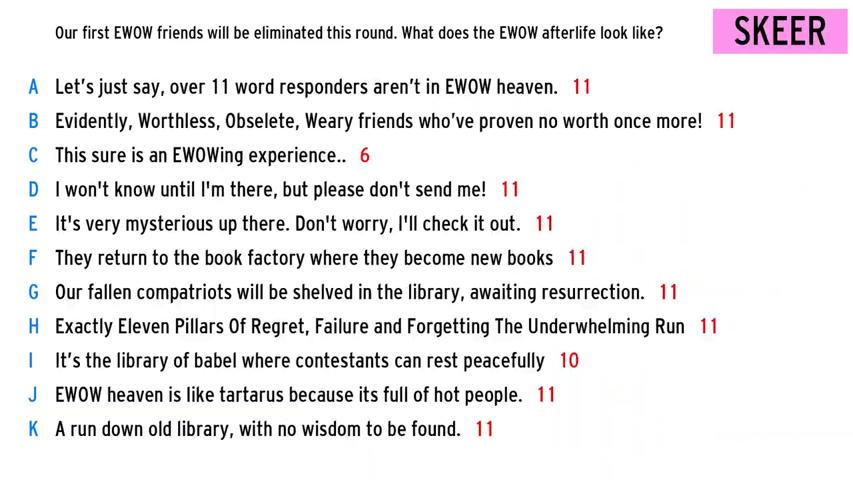 Our first EWOW friends will be eliminated this round. What does the EWOW afterlife look like?
SKEER
A Let's just say, over 11 word responders aren't in EWOW heaven. 11
B Evidently, Worthless, Obselete, Weary friends who've proven no worth once more! 11
C This sure is an EWOWing experience.. 6
D I won't know until I'm there, but please don't send me! 11
E It's very mysterious up there. Don't worry, I'll check it out. 11
F They return to the book factory where they become new books 11
G Our fallen compatriots will be shelved in the library, awaiting resurrection. 11
H Exactly Eleven Pillars Of Regret, Failure and Forgetting The Underwhelming Run 11
I It's the library of babel where contestants can rest peacefully 10
J EWOW heaven is like tartarus because its full of hot people. 11
K A run down old library, with no wisdom to be found. 11